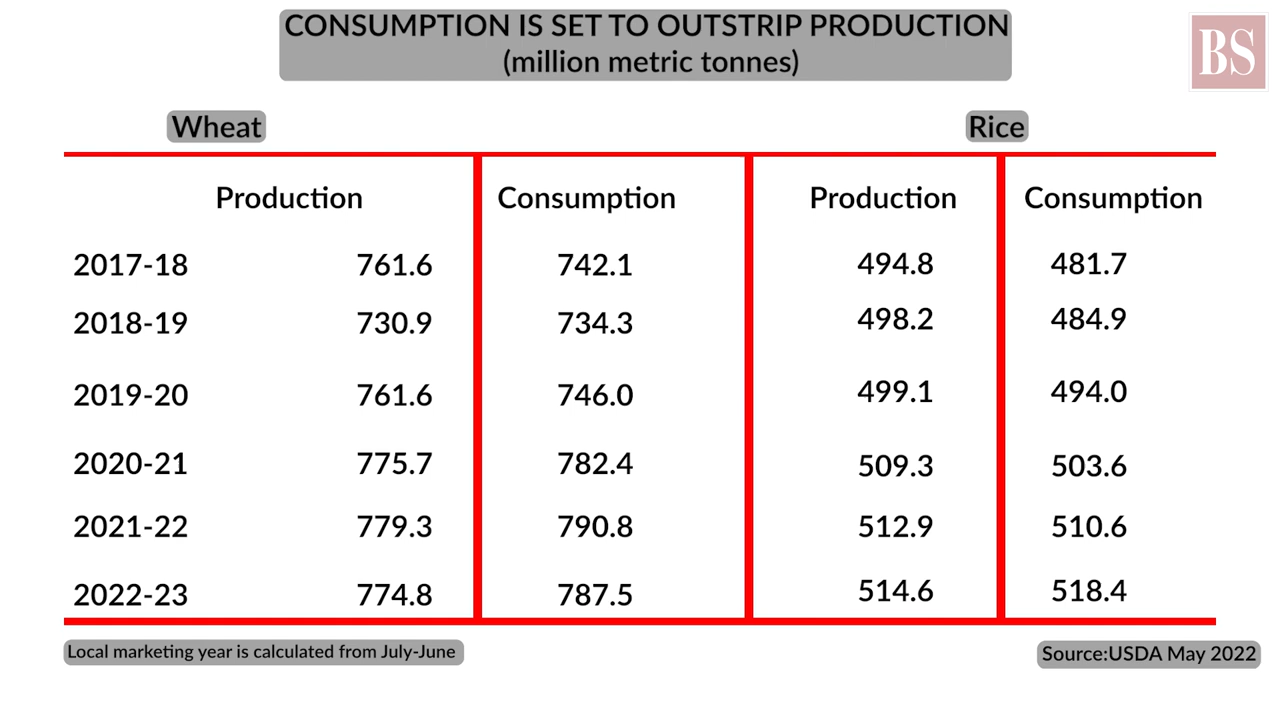 CONSUMPTION IS SET TO OUTSTRIP PRODUCTION
(million metric tonnes)
BS
Wheat Rice
Production Consumption Production Consumption
2017-18 761.6 742.1 494.8 481.7
2018-19 730.9 734.3 498.2 484.9
2019-20 761.6 746.0 499.1 494.0
2020-21 775.7 782.4 509.3 503.6
2021-22 779.3 790.8 512.9 510.6
2022-23 774.8 787.5 514.6 518.4
Local marketing year is calculated from July-June
Source:USDA May 2022